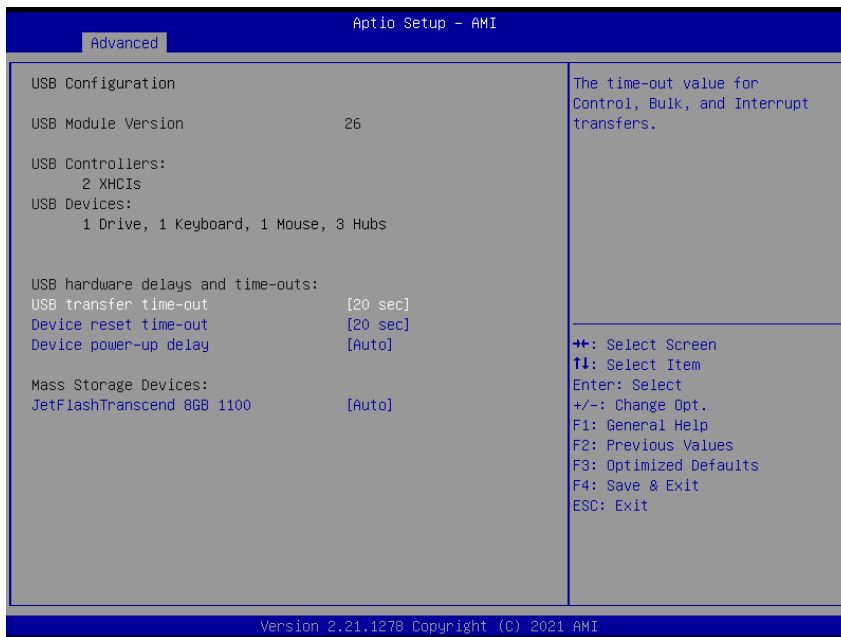 Aptio Setup – AMI
Advanced
USB Configuration
USB Module Version 26
USB Controllers:
2 XHCIs
USB Devices:
1 Drive, 1 Keyboard, 1 Mouse, 3 Hubs
USB hardware delays and time-outs:
USB transfer time-out [20 sec]
Device reset time-out [20 sec]
Device power-up delay [Auto]
Mass Storage Devices:
JetFlashTranscend 8GB 1100 [Auto]
The time-out value for
Control, Bulk, and Interrupt
transfers.
→←: Select Screen
↑↓: Select Item
Enter: Select
+/-: Change Opt.
F1: General Help
F2: Previous Values
F3: Optimized Defaults
F4: Save & Exit
ESC: Exit
Version 2.21.1278 Copyright (C) 2021 AMI